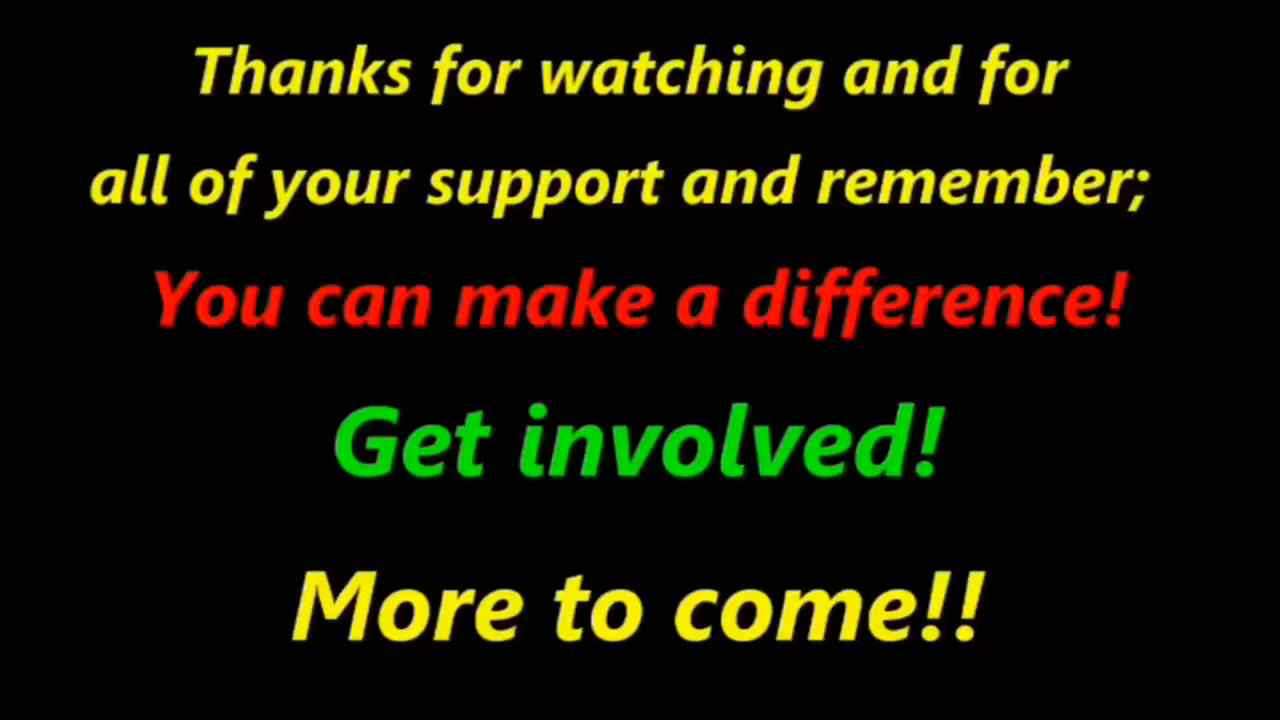 Thanks for watching and for
all of your support and remember;
You can make a difference!
Get involved!
More to come!!